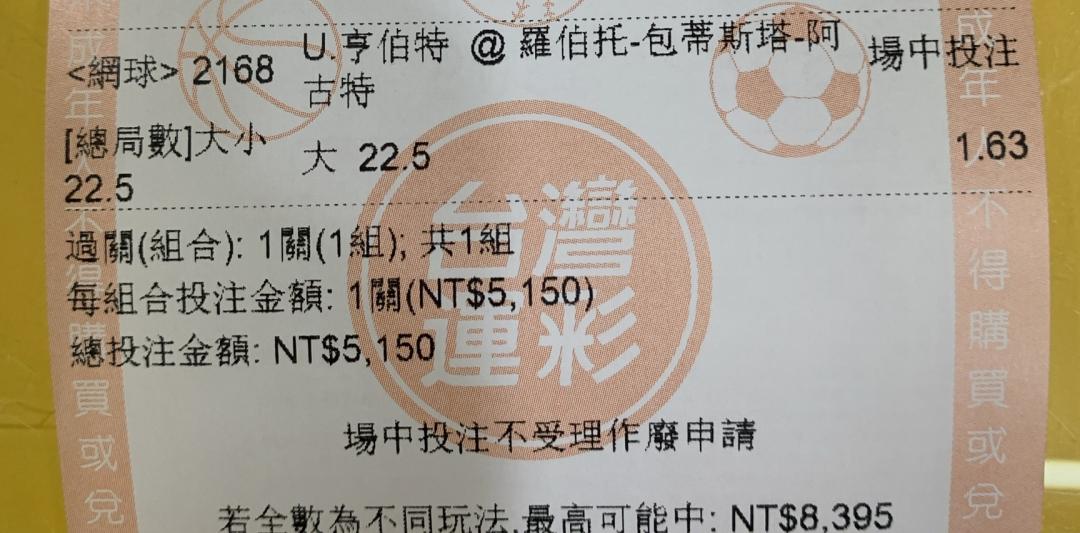 <網球> 2168 U.亨伯特 @ 羅伯托-包蒂斯塔-阿古特 場中投注
[總局數]大小 22.5 大 22.5 1.63
過關(組合): 1關(1組); 共1組
每組合投注金額: 1關(NT$5,150)
總投注金額: NT$5,150
場中投注不受理作廢申請
若全數為不同玩法,最高可能中: NT$8,395
台灣
運彩
成年人不得購買或兌
成年人不得購買或兌